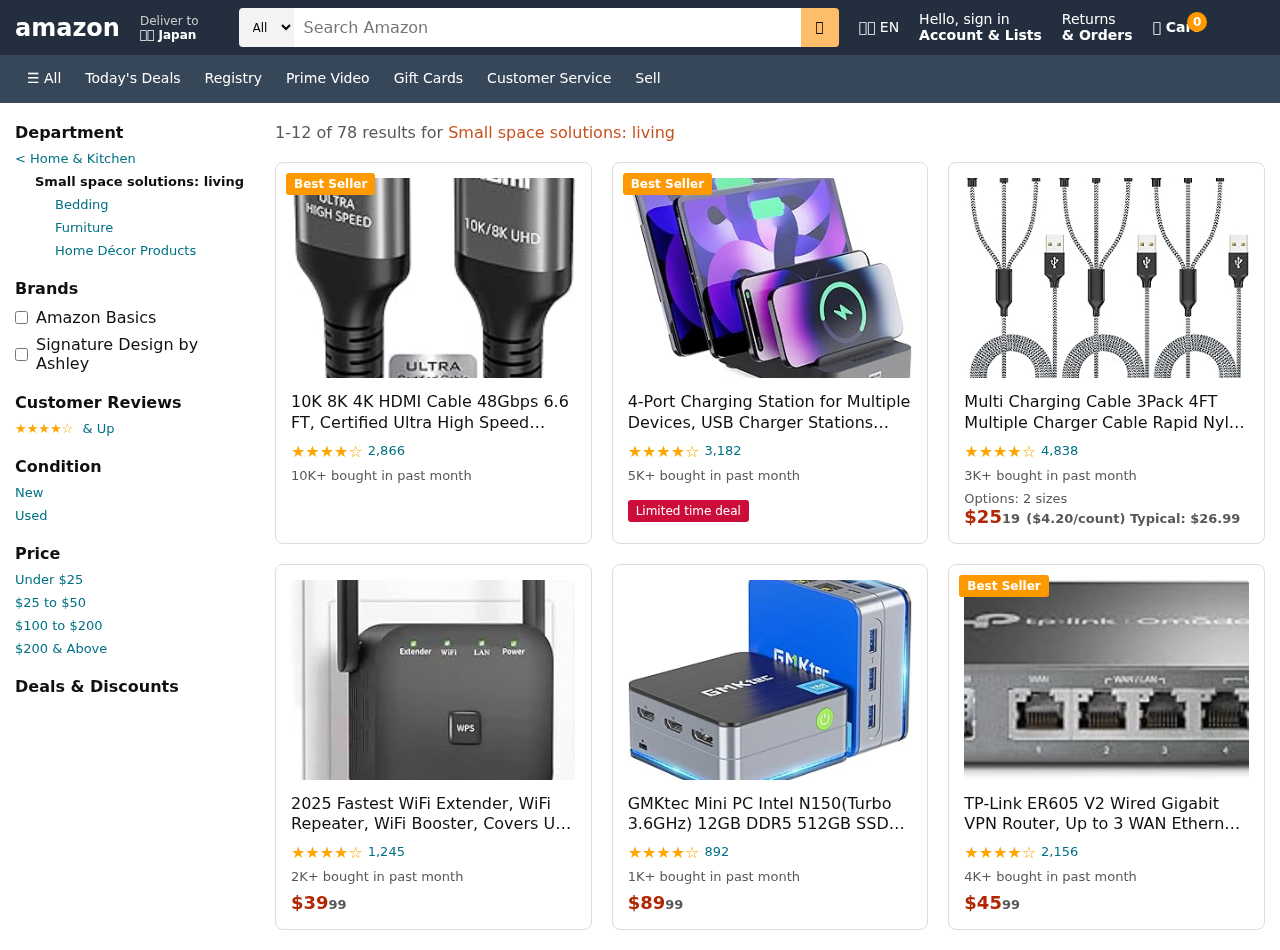 amazon
Deliver to
Japan
All
Search Amazon
EN
Hello, sign in
Account & Lists
Returns
& Orders
0
☰ All
Today's Deals
Registry
Prime Video
Gift Cards
Customer Service
Sell
Department
< Home & Kitchen
Small space solutions: living
Bedding
Furniture
Home Décor Products
Brands
Amazon Basics
Signature Design by
Ashley
Customer Reviews
★★★★☆ & Up
Condition
New
Used
Price
Under $25
$25 to $50
$100 to $200
$200 & Above
Deals & Discounts
1-12 of 78 results for Small space solutions: living
Best Seller
ULTRA
HIGH SPEED
10K/8K UHD
ULTRA
10K 8K 4K HDMI Cable 48Gbps 6.6
FT, Certified Ultra High Speed…
★★★★☆ 2,866
10K+ bought in past month
Best Seller
4-Port Charging Station for Multiple
Devices, USB Charger Stations…
★★★★☆ 3,182
5K+ bought in past month
Limited time deal
Multi Charging Cable 3Pack 4FT
Multiple Charger Cable Rapid Nyl…
★★★★☆ 4,838
3K+ bought in past month
Options: 2 sizes
$2519 ($4.20/count) Typical: $26.99
Extender WiFi LAN Power
WPS
2025 Fastest WiFi Extender, WiFi
Repeater, WiFi Booster, Covers U…
★★★★☆ 1,245
2K+ bought in past month
$3999
GMKtec
GMKtec
GMKtec Mini PC Intel N150(Turbo
3.6GHz) 12GB DDR5 512GB SSD…
★★★★☆ 892
1K+ bought in past month
$8999
Best Seller
tp-link
WAN WAN/LAN
1 2 3 4
TP-Link ER605 V2 Wired Gigabit
VPN Router, Up to 3 WAN Ethern…
★★★★☆ 2,156
4K+ bought in past month
$4599